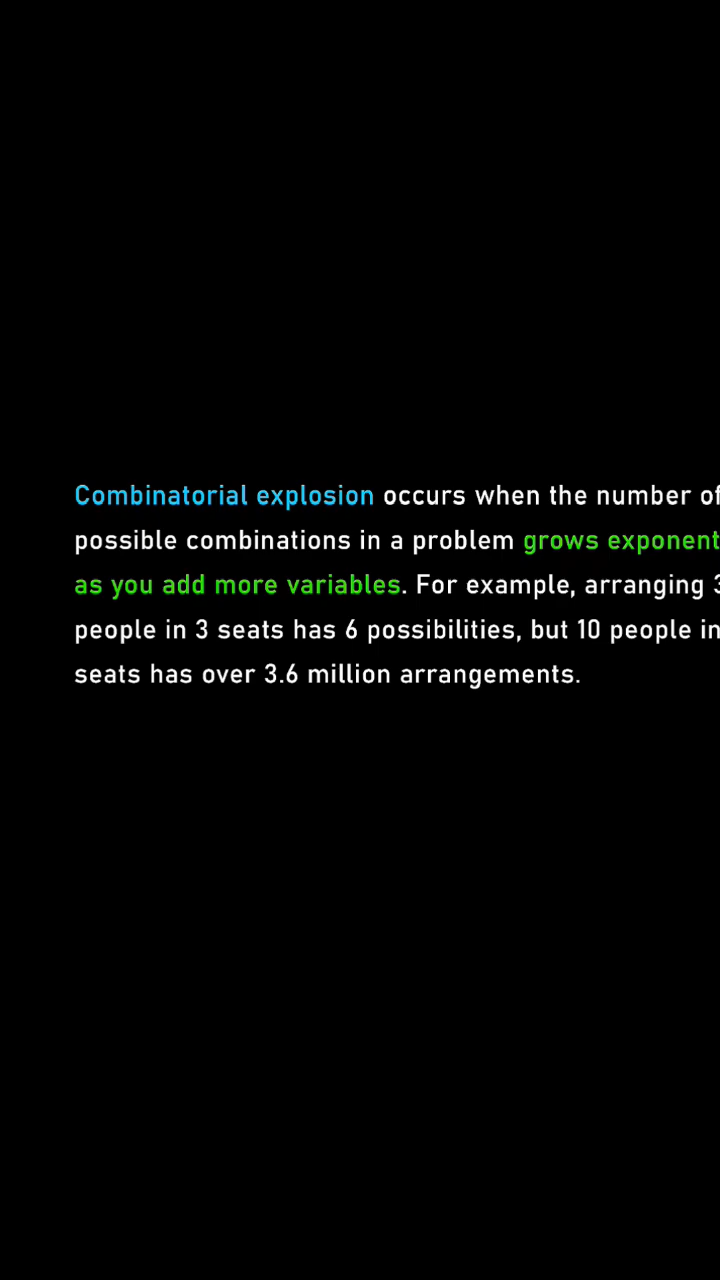 Combinatorial explosion occurs when the number of
possible combinations in a problem grows exponent
as you add more variables. For example, arranging 3
people in 3 seats has 6 possibilities, but 10 people in
seats has over 3.6 million arrangements.